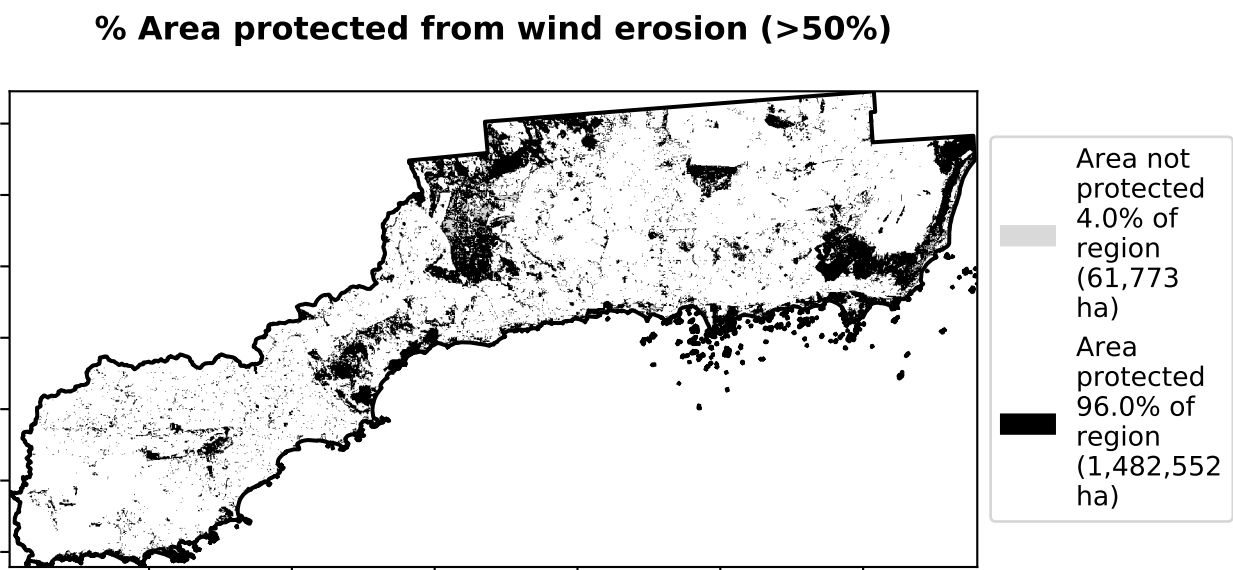 % Area protected from wind erosion (>50%)
Area not
protected
4.0% of
region
(61,773
ha)
Area
protected
96.0% of
region
(1,482,552
ha)